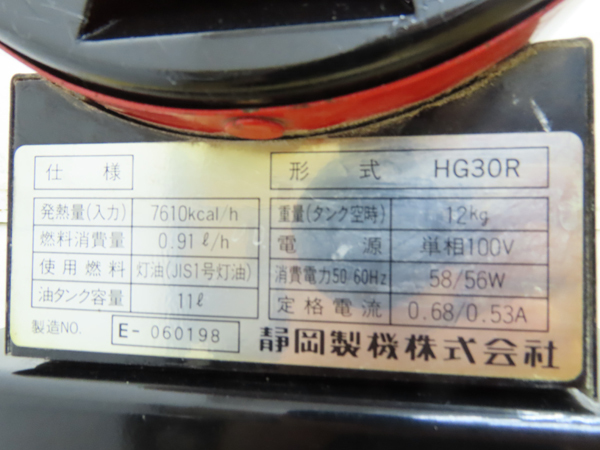 仕様
発熱量(入力) 7610kcal/h
燃料消費量 0.91ℓ/h
使用燃料 灯油(JIS1号灯油)
油タンク容量 11ℓ
製造NO. E- 060198
形式 HG30R
重量(タンク空時) 12kg
電源 単相100V
消費電力50/60Hz 58/56W
定格電流 0.68/0.53A
静岡製機株式会社